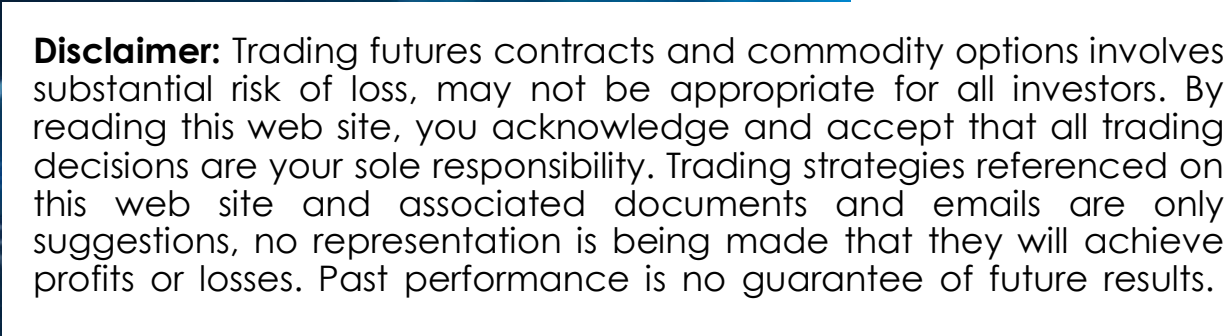 Disclaimer: Trading futures contracts and commodity options involves
substantial risk of loss, may not be appropriate for all investors. By
reading this web site, you acknowledge and accept that all trading
decisions are your sole responsibility. Trading strategies referenced on
this web site and associated documents and emails are only
suggestions, no representation is being made that they will achieve
profits or losses. Past performance is no guarantee of future results.